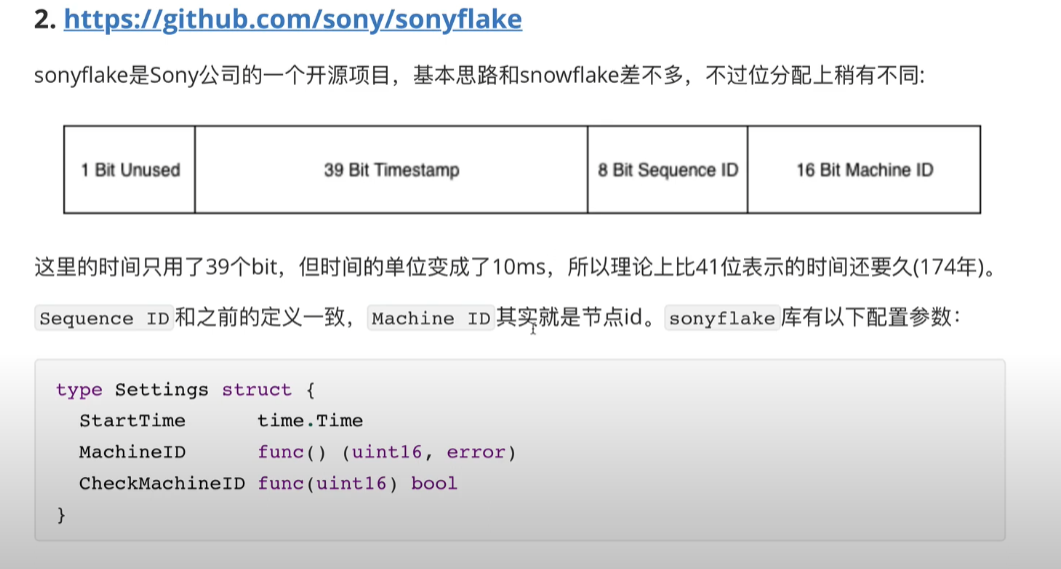 2. https://github.com/sony/sonyflake
sonyflake是Sony公司的一个开源项目，基本思路和snowflake差不多，不过位分配上稍有不同:
1 Bit Unused 39 Bit Timestamp 8 Bit Sequence ID 16 Bit Machine ID
这里的时间只用了39个bit，但时间的单位变成了10ms，所以理论上比41位表示的时间还要久(174年)。
Sequence ID和之前的定义一致，Machine ID其实就是节点id。sonyflake库有以下配置参数：
type Settings struct {
  StartTime      time.Time
  MachineID      func() (uint16, error)
  CheckMachineID func(uint16) bool
}